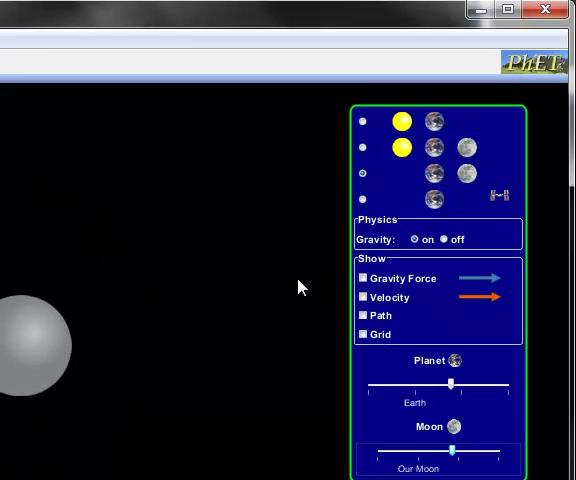 PhET
Physics
Gravity: on off
Show
Gravity Force
Velocity
Path
Grid
Planet
Earth
Moon
Our Moon